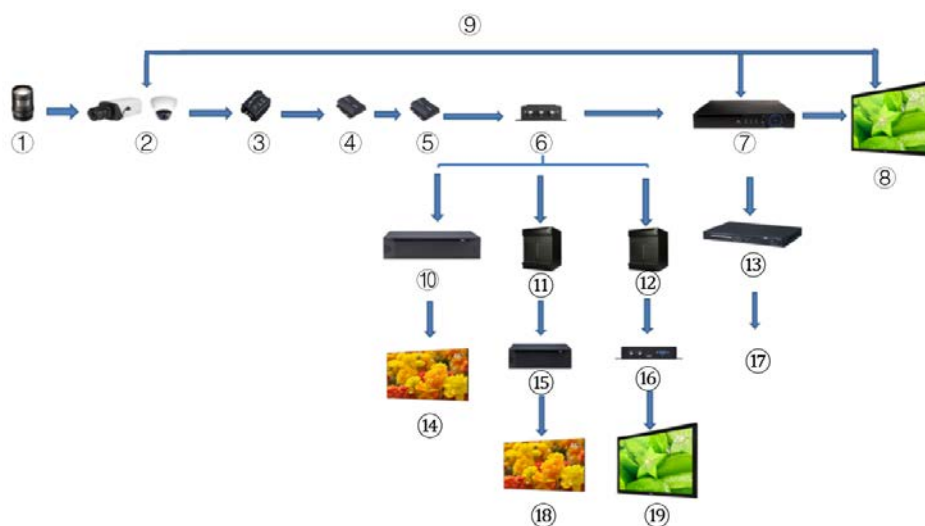 ⑨
① ② ③ ④ ⑤ ⑥ ⑦ ⑧
⑩ ⑪ ⑫ ⑬
⑭ ⑮ ⑯ ⑰
⑱ ⑲